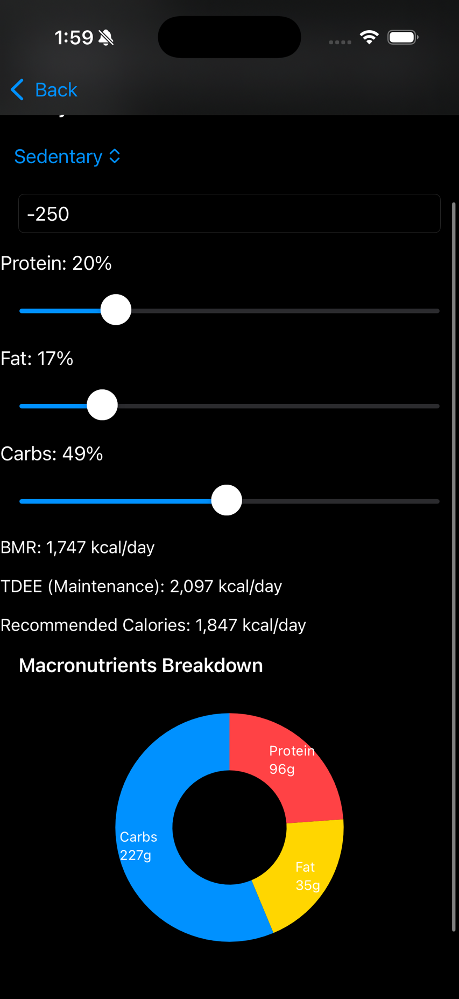 1:59
Back
Sedentary
-250
Protein: 20%
Fat: 17%
Carbs: 49%
BMR: 1,747 kcal/day
TDEE (Maintenance): 2,097 kcal/day
Recommended Calories: 1,847 kcal/day
Macronutrients Breakdown
Protein
96g
Carbs
227g
Fat
35g